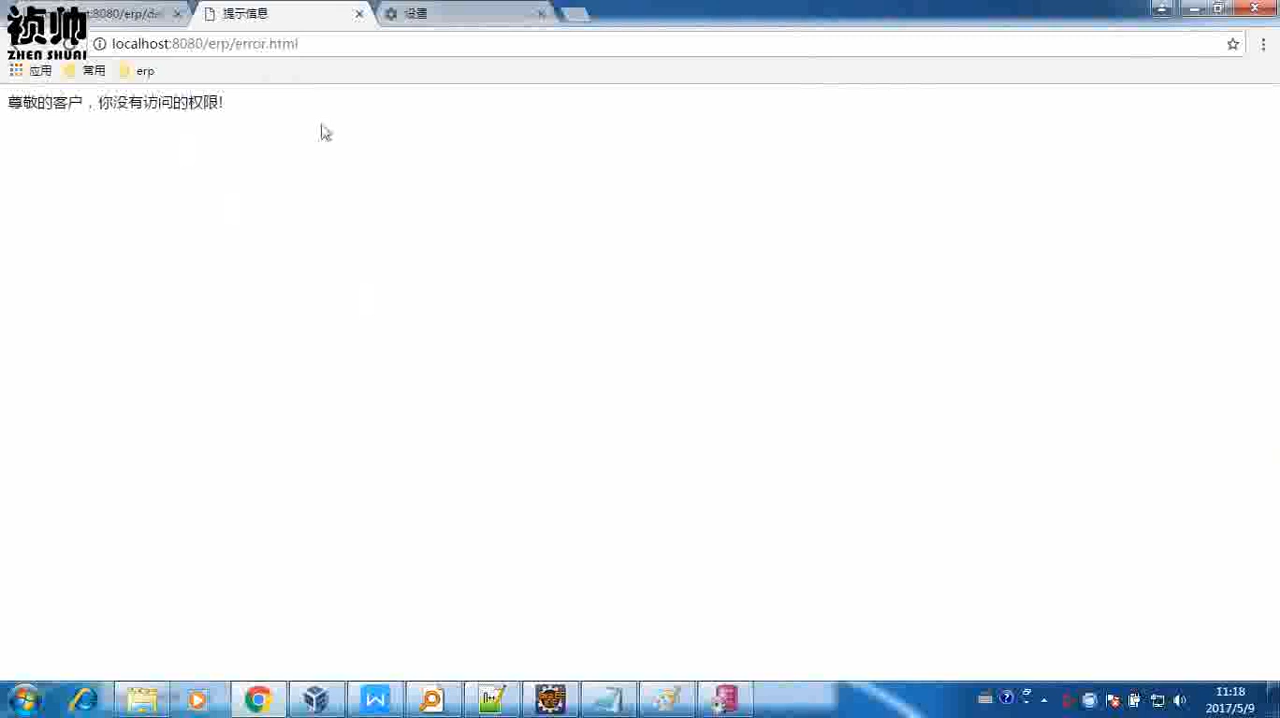 祯帅
ZHEN SHUAI
:8080/erp/de
提示信息
设置
localhost:8080/erp/error.html
应用
常用
erp
尊敬的客户，你没有访问的权限!
11:18
2017/5/9